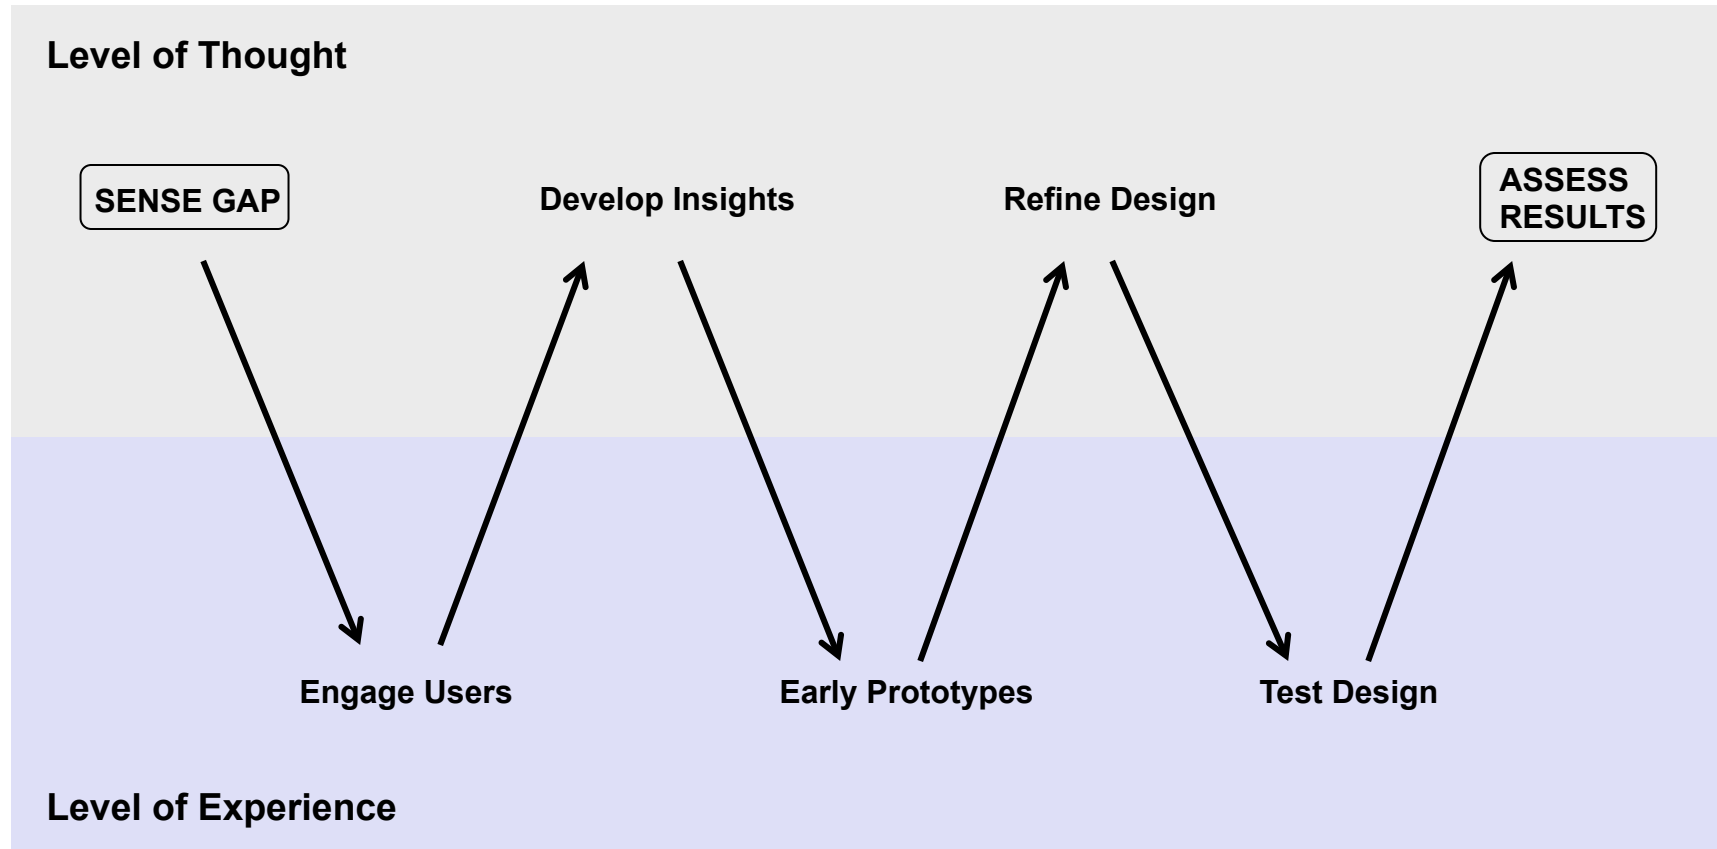 Level of Thought
SENSE GAP
Develop Insights
Refine Design
ASSESS
RESULTS
Engage Users
Early Prototypes
Test Design
Level of Experience